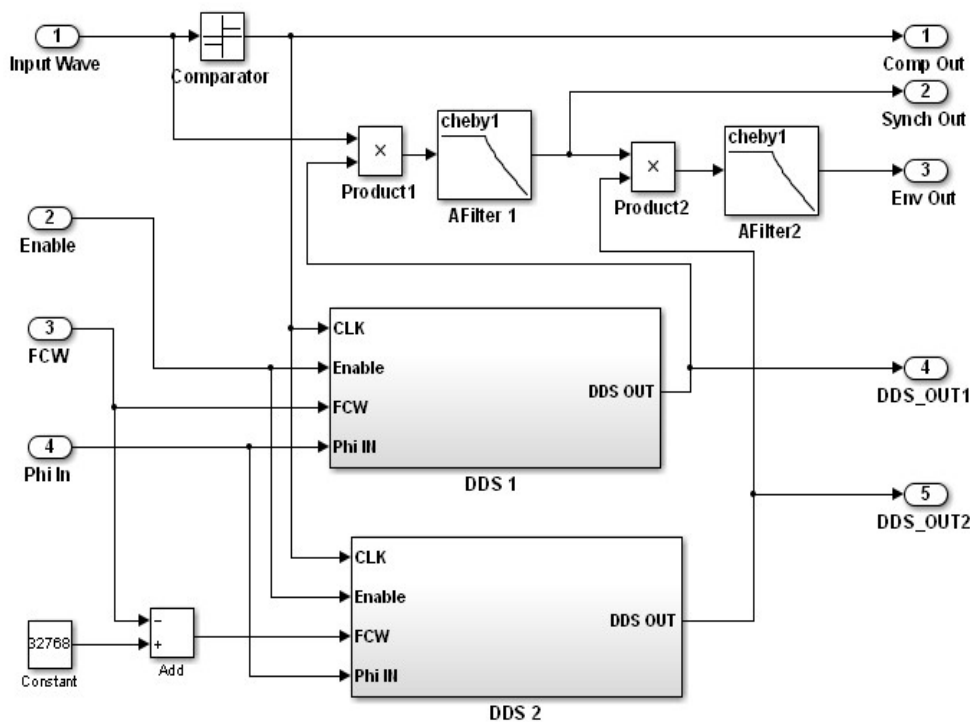 1
Input Wave
Comparator
1
Comp Out
2
Synch Out
×
Product1
cheby1
AFilter 1
×
Product2
cheby1
AFilter2
3
Env Out
2
Enable
3
FCW
4
Phi In
CLK
Enable
FCW
Phi IN
DDS OUT
DDS 1
4
DDS_OUT1
5
DDS_OUT2
CLK
Enable
FCW
Phi IN
DDS OUT
DDS 2
32768
Constant
−
+
Add